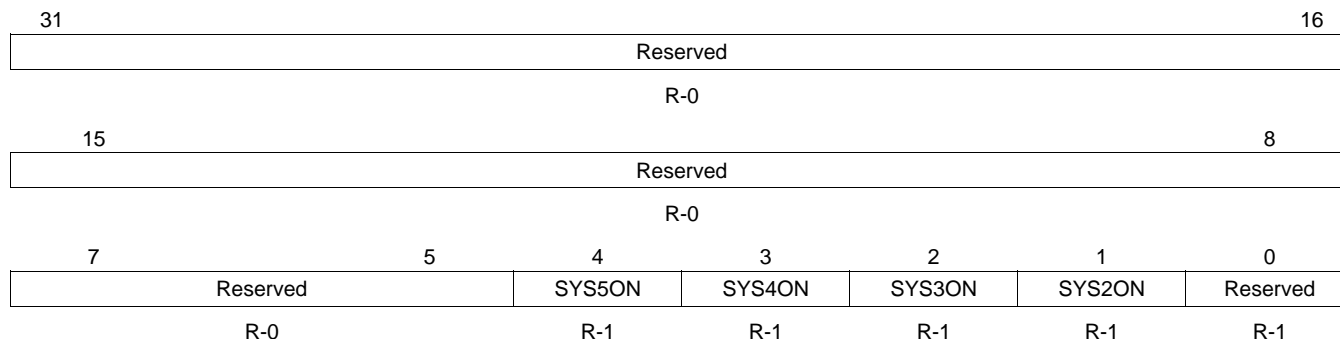 31 16
Reserved
R-0
15 8
Reserved
R-0
7 5 4 3 2 1 0
Reserved SYS5ON SYS4ON SYS3ON SYS2ON Reserved
R-0 R-1 R-1 R-1 R-1 R-1